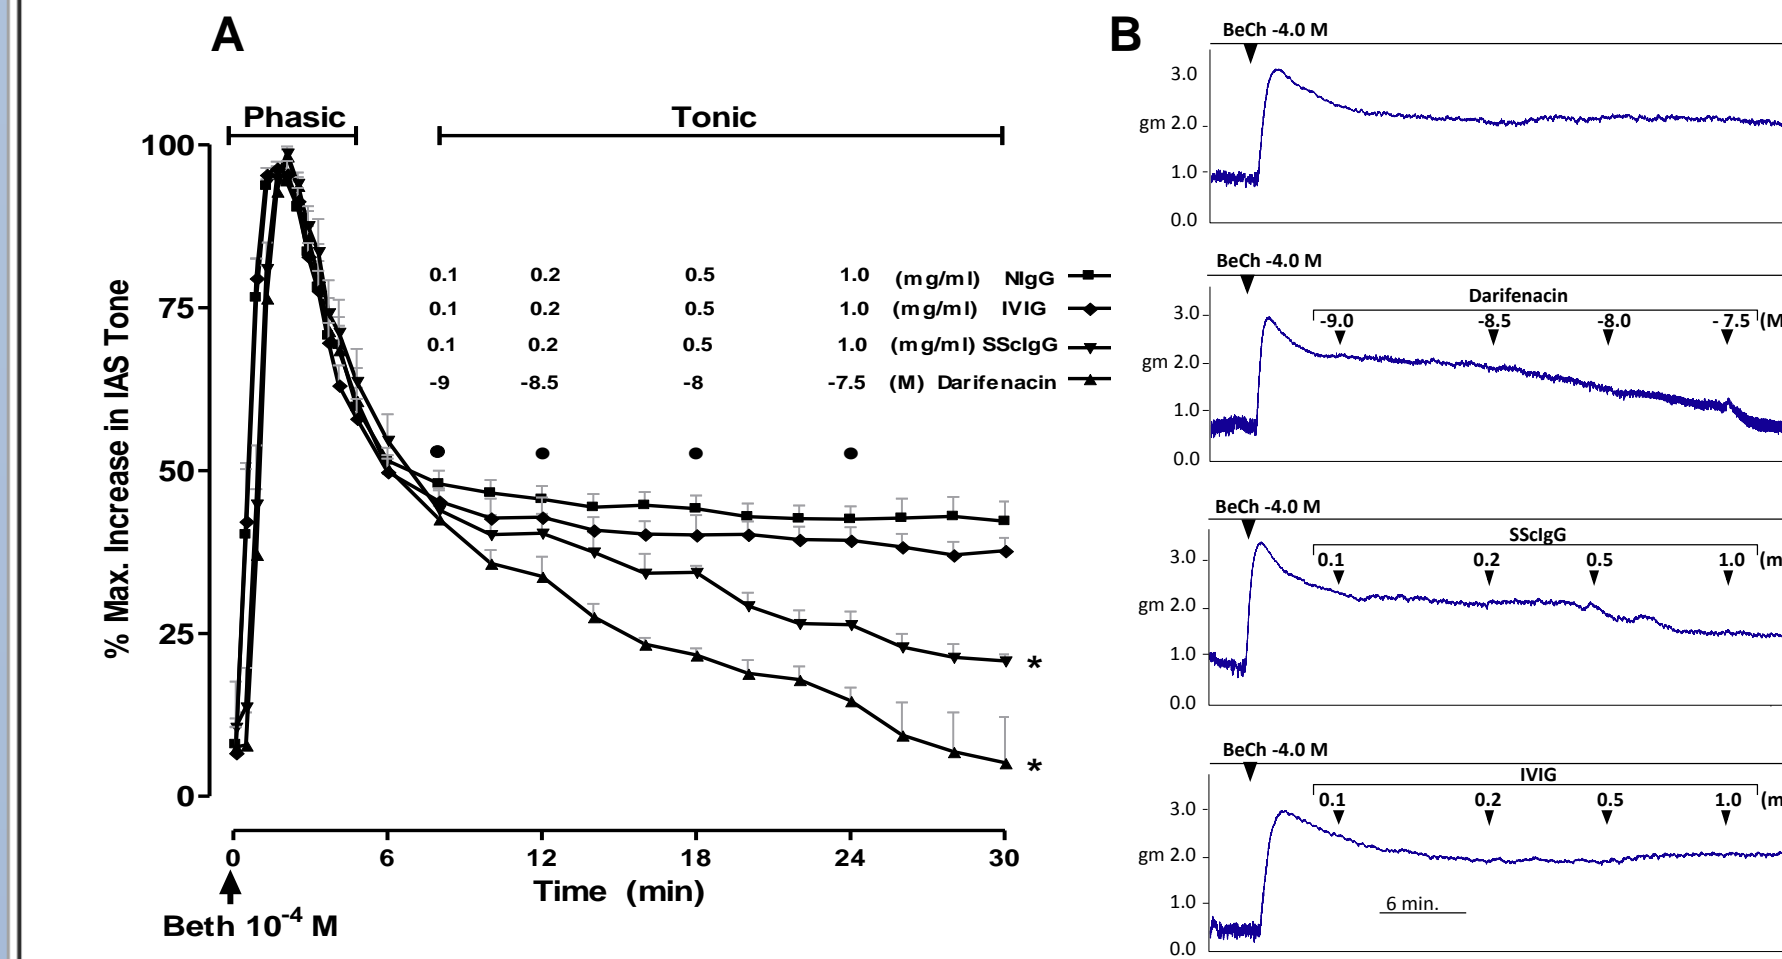 A
Phasic
Tonic
100
75
50
25
0
% Max. Increase in IAS Tone
0.1 0.2 0.5 1.0 (mg/ml) NIgG
0.1 0.2 0.5 1.0 (mg/ml) IVIG
0.1 0.2 0.5 1.0 (mg/ml) SScIgG
-9 -8.5 -8 -7.5 (M) Darifenacin
*
*
0 6 12 18 24 30
Time (min)
Beth 10-4 M
B
BeCh -4.0 M
3.0
gm 2.0
1.0
0.0
BeCh -4.0 M
Darifenacin
-9.0 -8.5 -8.0 -7.5 (M
3.0
gm 2.0
1.0
0.0
BeCh -4.0 M
SScIgG
0.1 0.2 0.5 1.0 (m
3.0
gm 2.0
1.0
0.0
BeCh -4.0 M
IVIG
0.1 0.2 0.5 1.0 (m
3.0
gm 2.0
1.0
6 min.
0.0